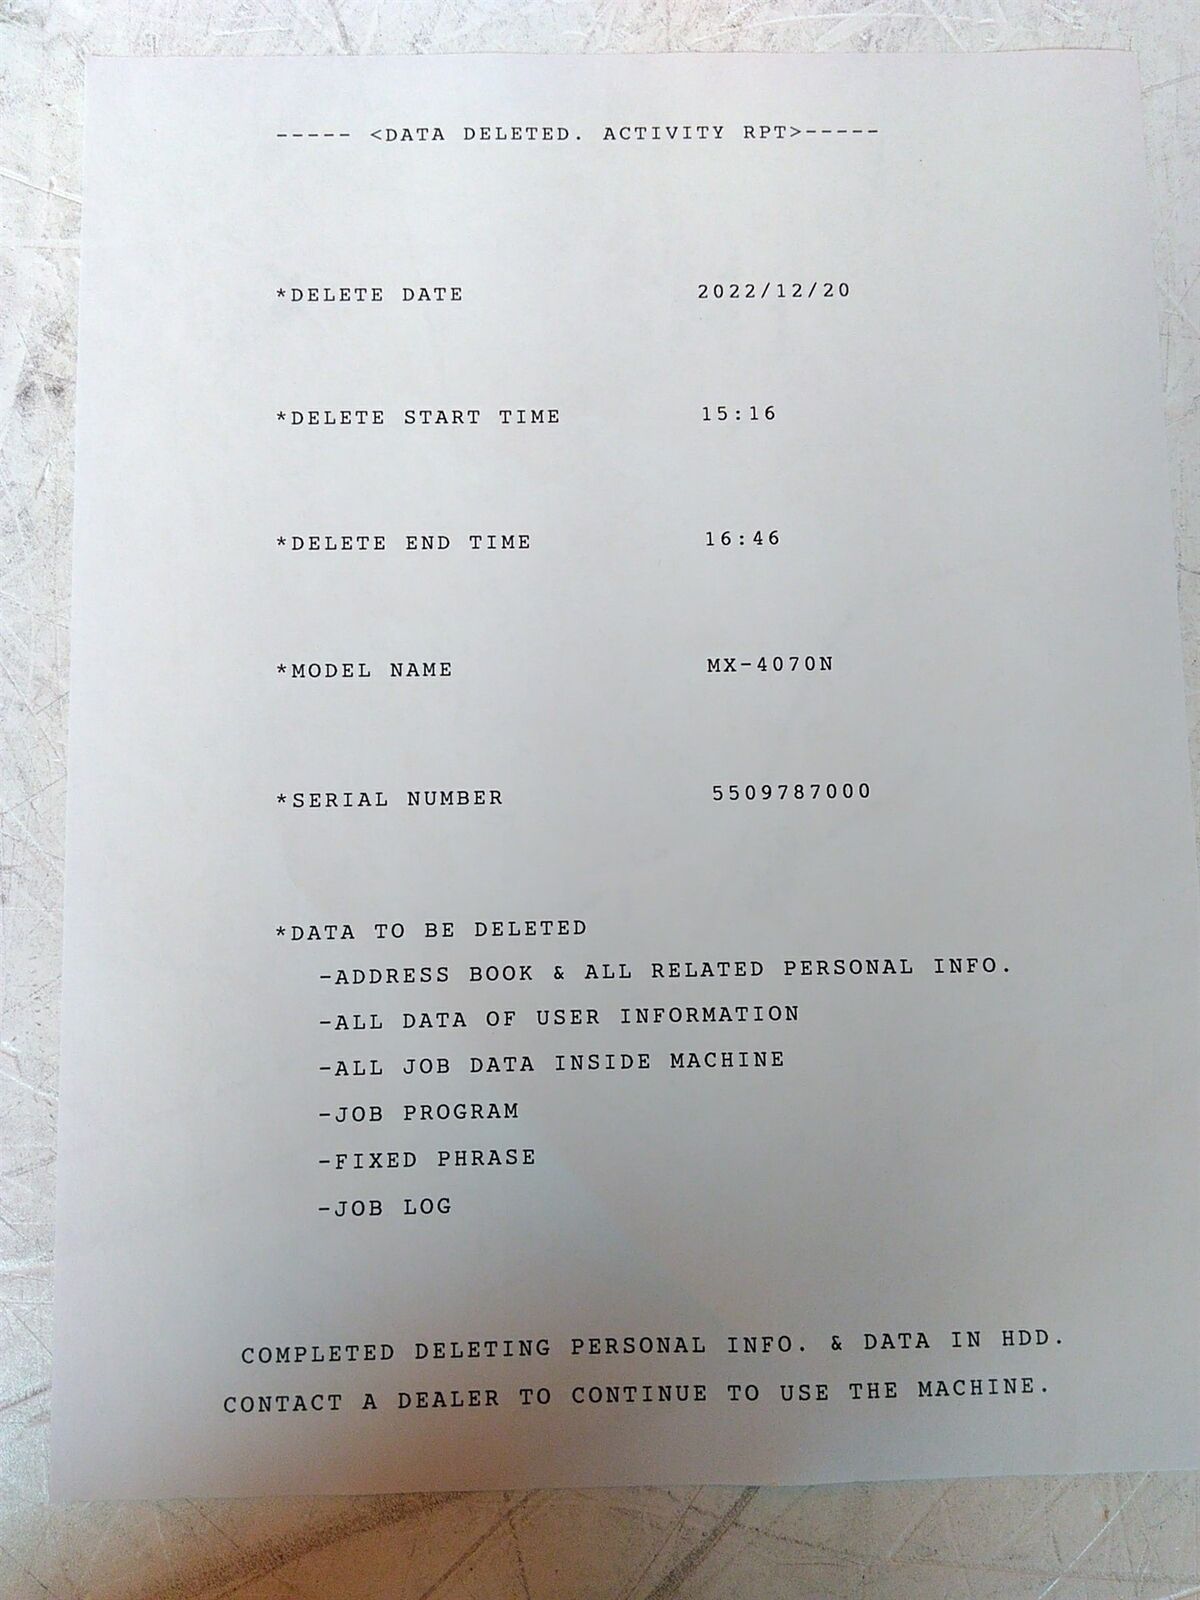 ----- <DATA DELETED. ACTIVITY RPT>-----
*DELETE DATE 2022/12/20
*DELETE START TIME 15:16
*DELETE END TIME 16:46
*MODEL NAME MX-4070N
*SERIAL NUMBER 5509787000
*DATA TO BE DELETED
-ADDRESS BOOK & ALL RELATED PERSONAL INFO.
-ALL DATA OF USER INFORMATION
-ALL JOB DATA INSIDE MACHINE
-JOB PROGRAM
-FIXED PHRASE
-JOB LOG
COMPLETED DELETING PERSONAL INFO. & DATA IN HDD.
CONTACT A DEALER TO CONTINUE TO USE THE MACHINE.